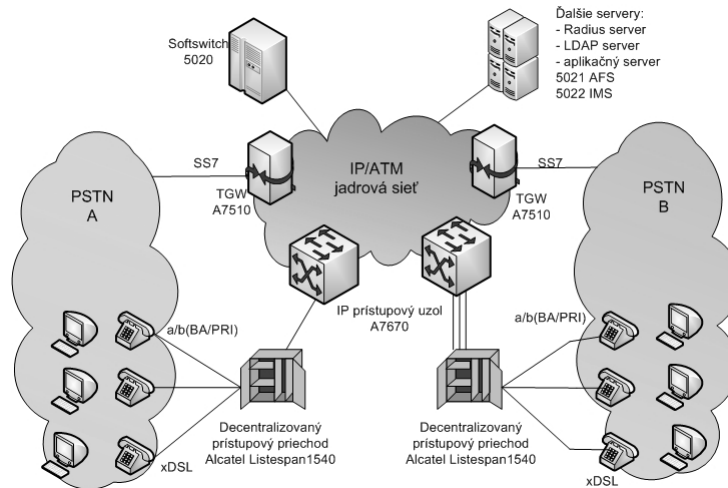 Softswitch
5020
Ďalšie servery:
- Radius server
- LDAP server
- aplikačný server
5021 AFS
5022 IMS
SS7
IP/ATM
jadrová sieť
SS7
PSTN
A
TGW
A7510
TGW
A7510
PSTN
B
a/b(BA/PRI)
IP prístupový uzol
A7670
a/b(BA/PRI)
xDSL
Decentralizovaný
prístupový priechod
Alcatel Listespan1540
Decentralizovaný
prístupový priechod
Alcatel Listespan1540
xDSL